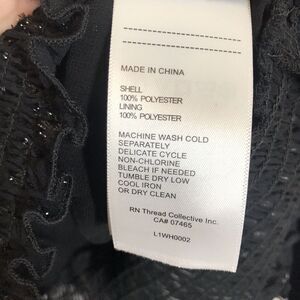 MADE IN CHINA
SHELL
100% POLYESTER
LINING
100% POLYESTER
MACHINE WASH COLD
SEPARATELY
DELICATE CYCLE
NON-CHLORINE
BLEACH IF NEEDED
TUMBLE DRY LOW
COOL IRON
OR DRY CLEAN
RN Thread Collective Inc.
CA# 07465
L1WH0002